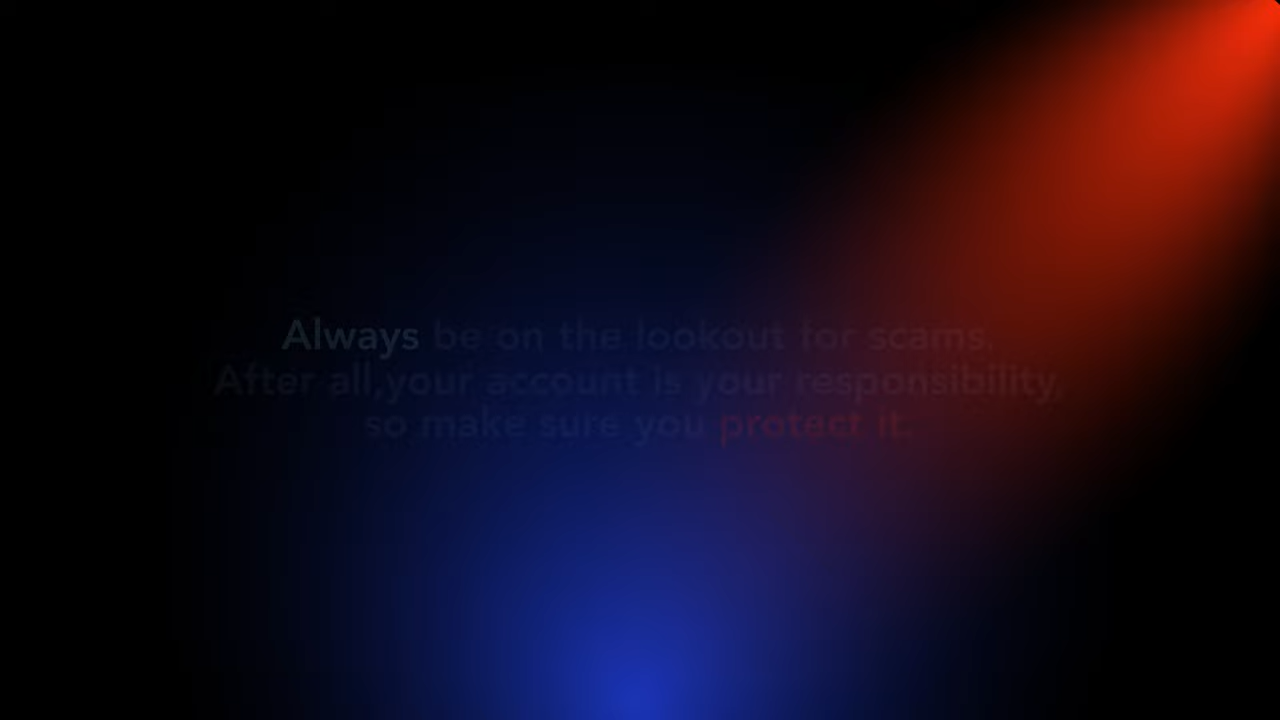 Always be on the lookout for scams.
After all,your account is your responsibility,
so make sure you protect it.